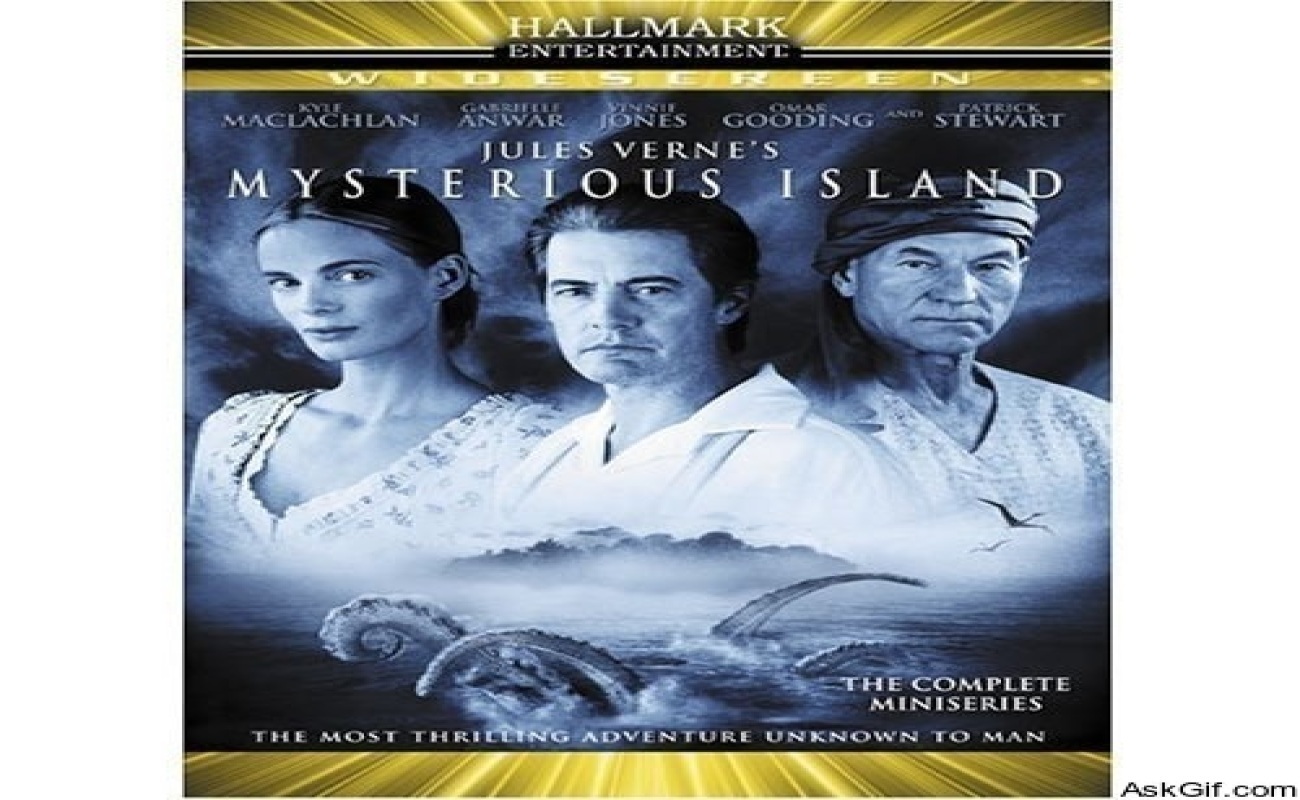 HALLMARK
ENTERTAINMENT
WIDESCREEN
KYLE MACLACHLAN GABRIELLE ANWAR VINNIE JONES OMAR GOODING AND PATRICK STEWART
JULES VERNE'S
MYSTERIOUS ISLAND
THE COMPLETE
MINISERIES
THE MOST THRILLING ADVENTURE UNKNOWN TO MAN
AskGif.com